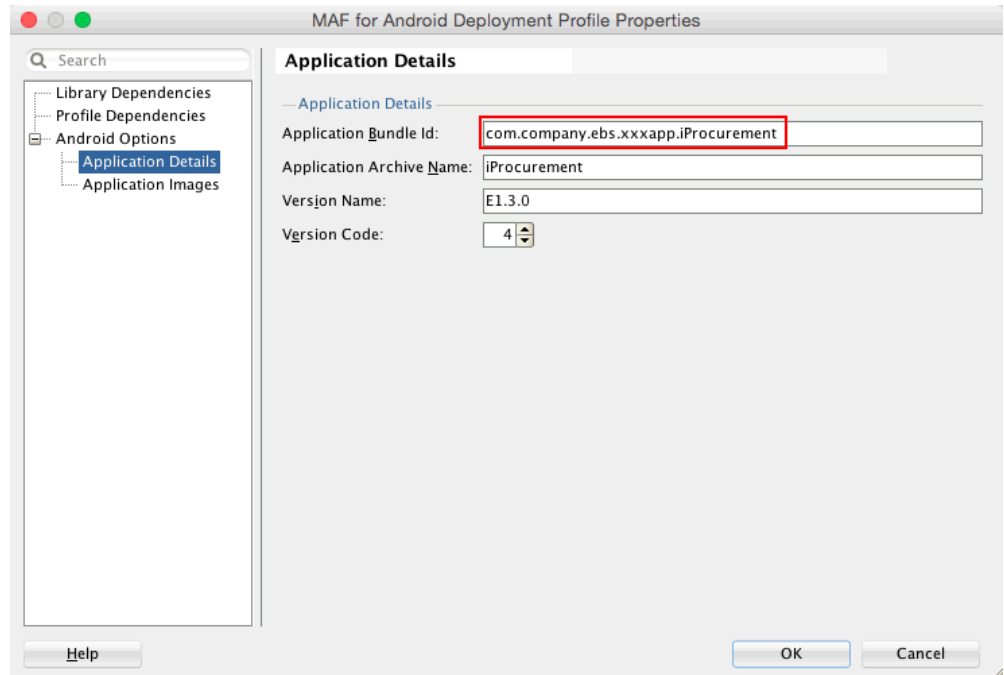 MAF for Android Deployment Profile Properties
Search
Library Dependencies
Profile Dependencies
Android Options
Application Details
Application Images
Application Details
Application Details
Application Bundle Id: com.company.ebs.xxxapp.iProcurement
Application Archive Name: iProcurement
Version Name: E1.3.0
Version Code: 4
Help
OK
Cancel